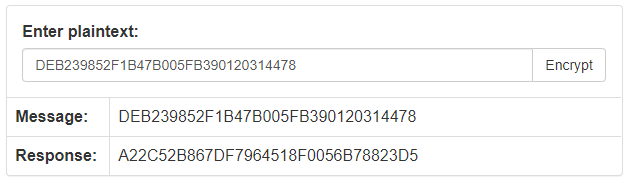 Enter plaintext:
DEB239852F1B47B005FB390120314478 Encrypt
Message: DEB239852F1B47B005FB390120314478
Response: A22C52B867DF7964518F0056B78823D5